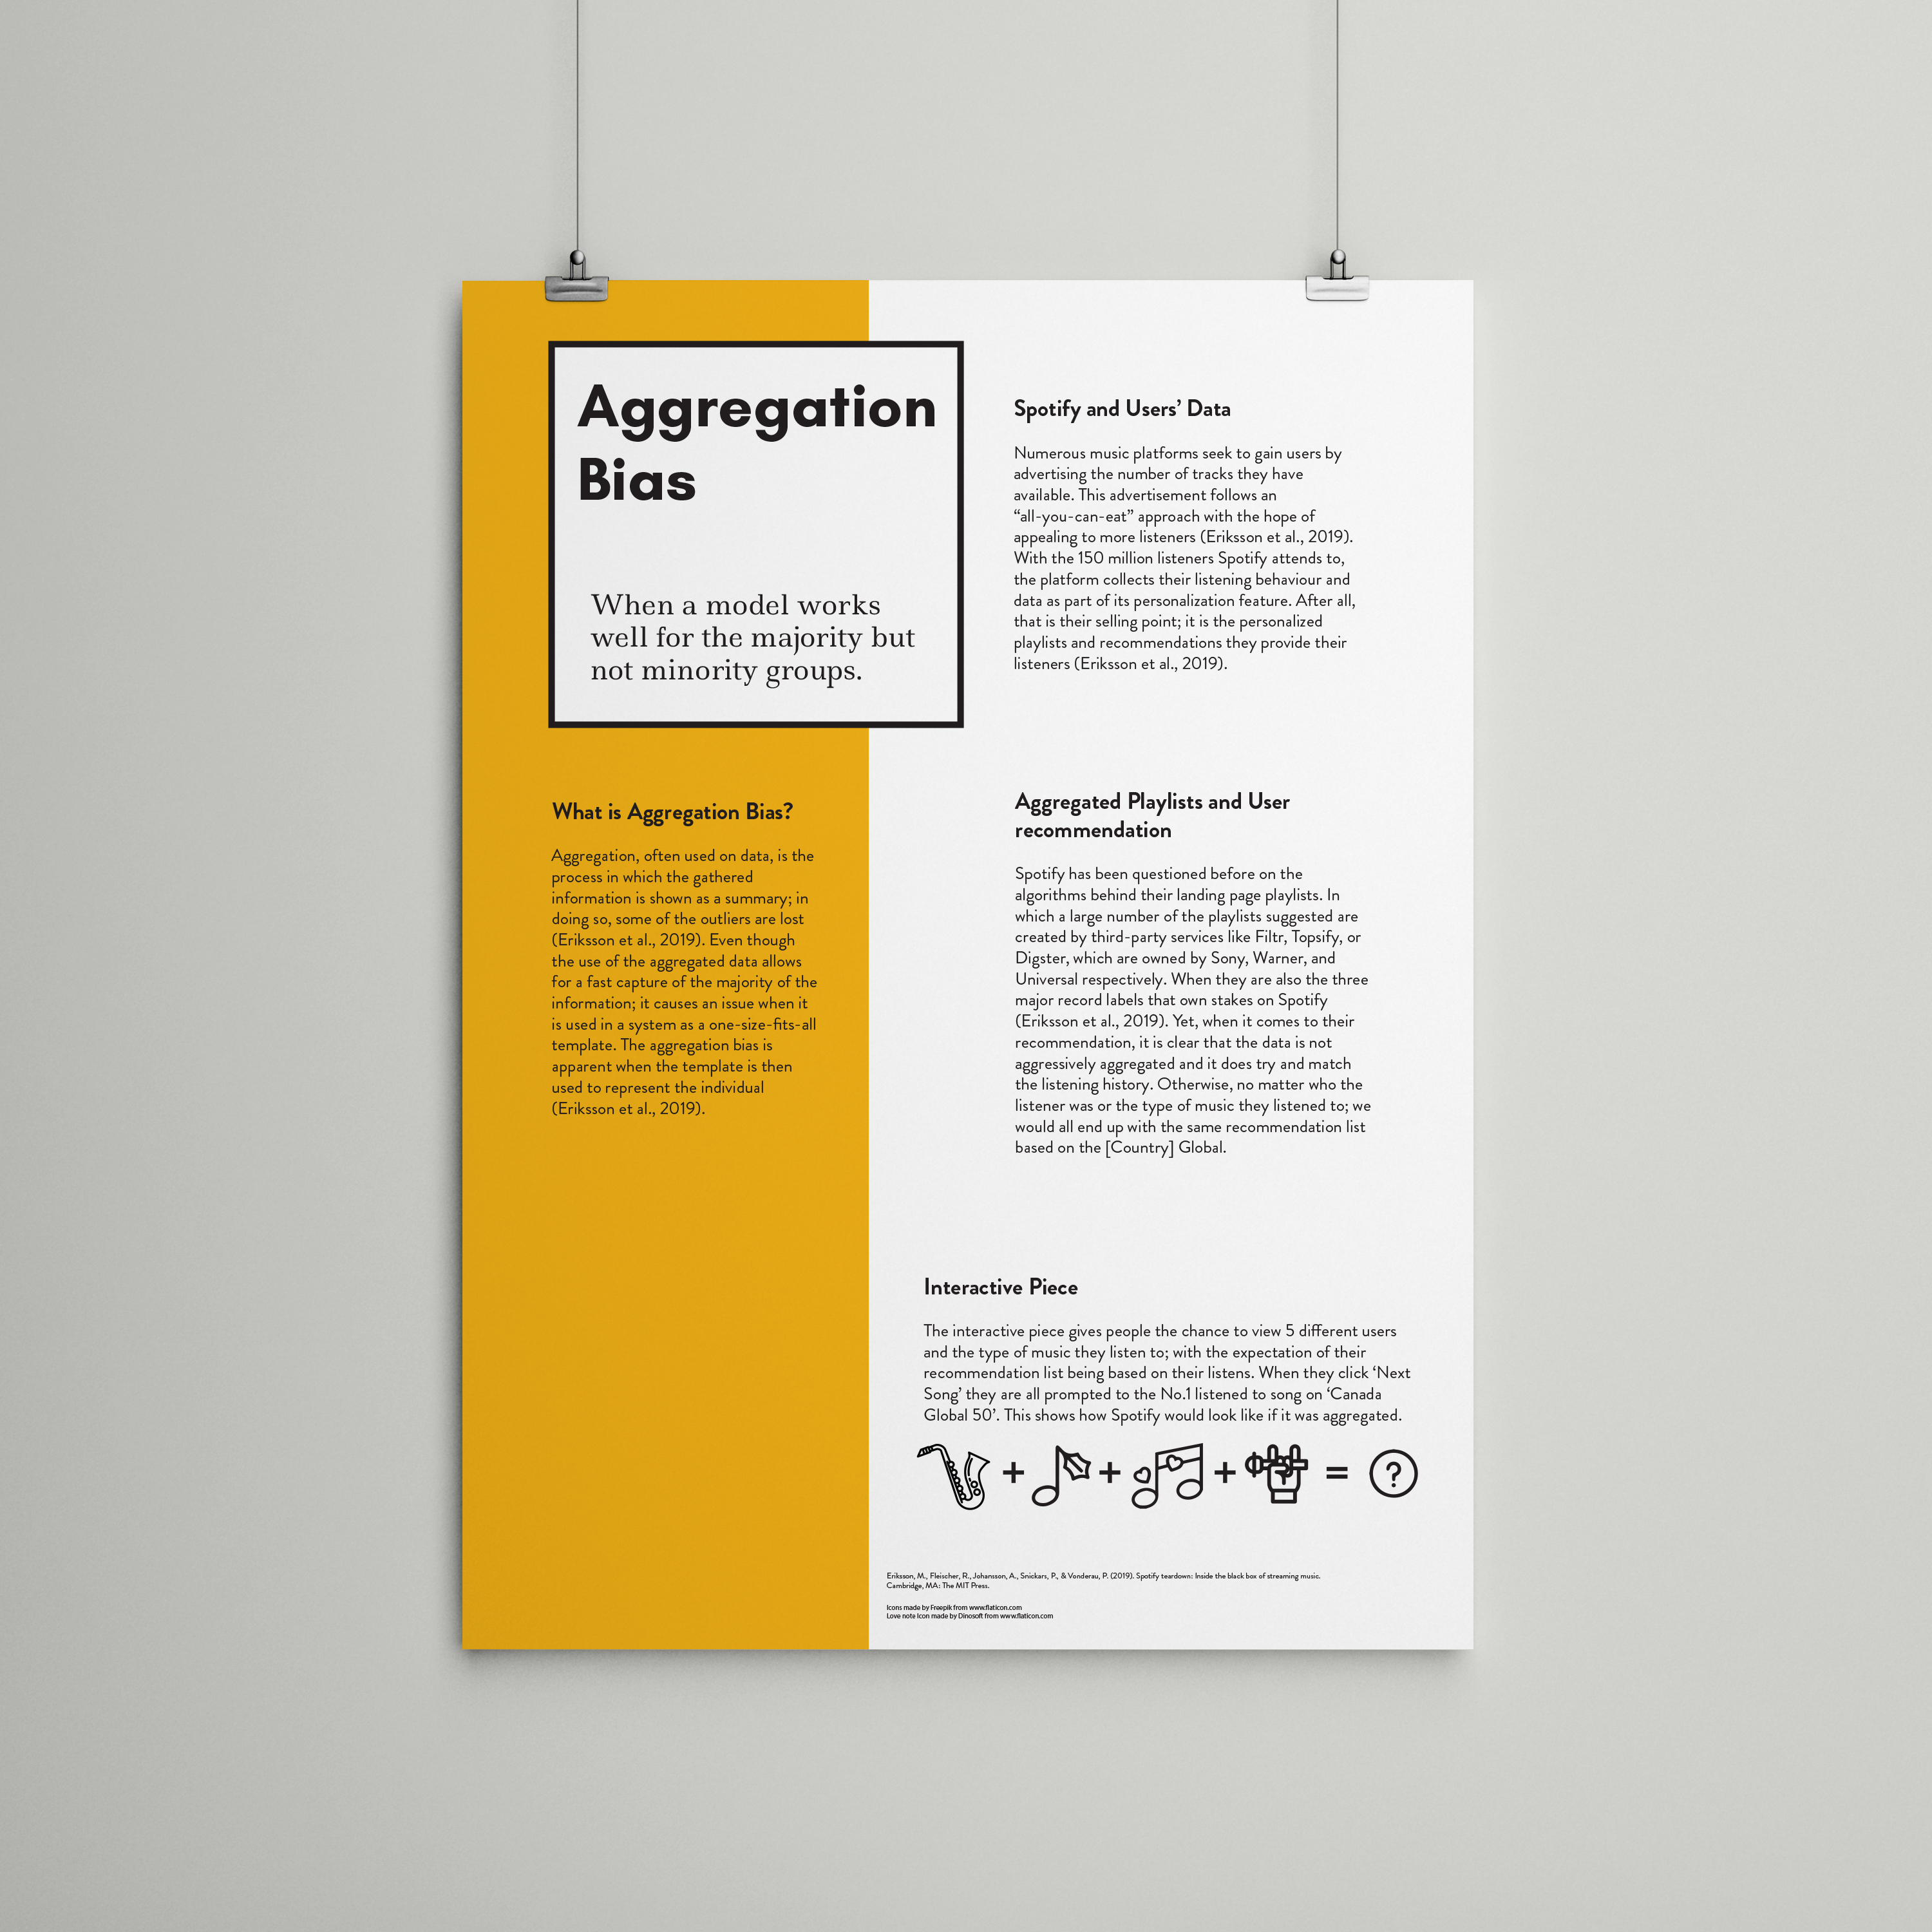 Aggregation
Bias
When a model works
well for the majority but
not minority groups.
What is Aggregation Bias?
Aggregation, often used on data, is the
process in which the gathered
information is shown as a summary; in
doing so, some of the outliers are lost
(Eriksson et al., 2019). Even though
the use of the aggregated data allows
for a fast capture of the majority of the
information; it causes an issue when it
is used in a system as a one-size-fits-all
template. The aggregation bias is
apparent when the template is then
used to represent the individual
(Eriksson et al., 2019).
Spotify and Users’ Data
Numerous music platforms seek to gain users by
advertising the number of tracks they have
available. This advertisement follows an
“all-you-can-eat” approach with the hope of
appealing to more listeners (Eriksson et al., 2019).
With the 150 million listeners Spotify attends to,
the platform collects their listening behaviour and
data as part of its personalization feature. After all,
that is their selling point; it is the personalized
playlists and recommendations they provide their
listeners (Eriksson et al., 2019).
Aggregated Playlists and User
recommendation
Spotify has been questioned before on the
algorithms behind their landing page playlists. In
which a large number of the playlists suggested are
created by third-party services like Filtr, Topsify, or
Digster, which are owned by Sony, Warner, and
Universal respectively. When they are also the three
major record labels that own stakes on Spotify
(Eriksson et al., 2019). Yet, when it comes to their
recommendation, it is clear that the data is not
aggressively aggregated and it does try and match
the listening history. Otherwise, no matter who the
listener was or the type of music they listened to; we
would all end up with the same recommendation list
based on the [Country] Global.
Interactive Piece
The interactive piece gives people the chance to view 5 different users
and the type of music they listen to; with the expectation of their
recommendation list being based on their listens. When they click ‘Next
Song’ they are all prompted to the No.1 listened to song on ‘Canada
Global 50’. This shows how Spotify would look like if it was aggregated.
+ + + = ?
Eriksson, M., Fleischer, R., Johansson, A., Snickars, P., & Vonderau, P. (2019). Spotify teardown: Inside the black box of streaming music.
Cambridge, MA: The MIT Press.
Icons made by Freepik from www.flaticon.com
Love note Icon made by Dinosoft from www.flaticon.com